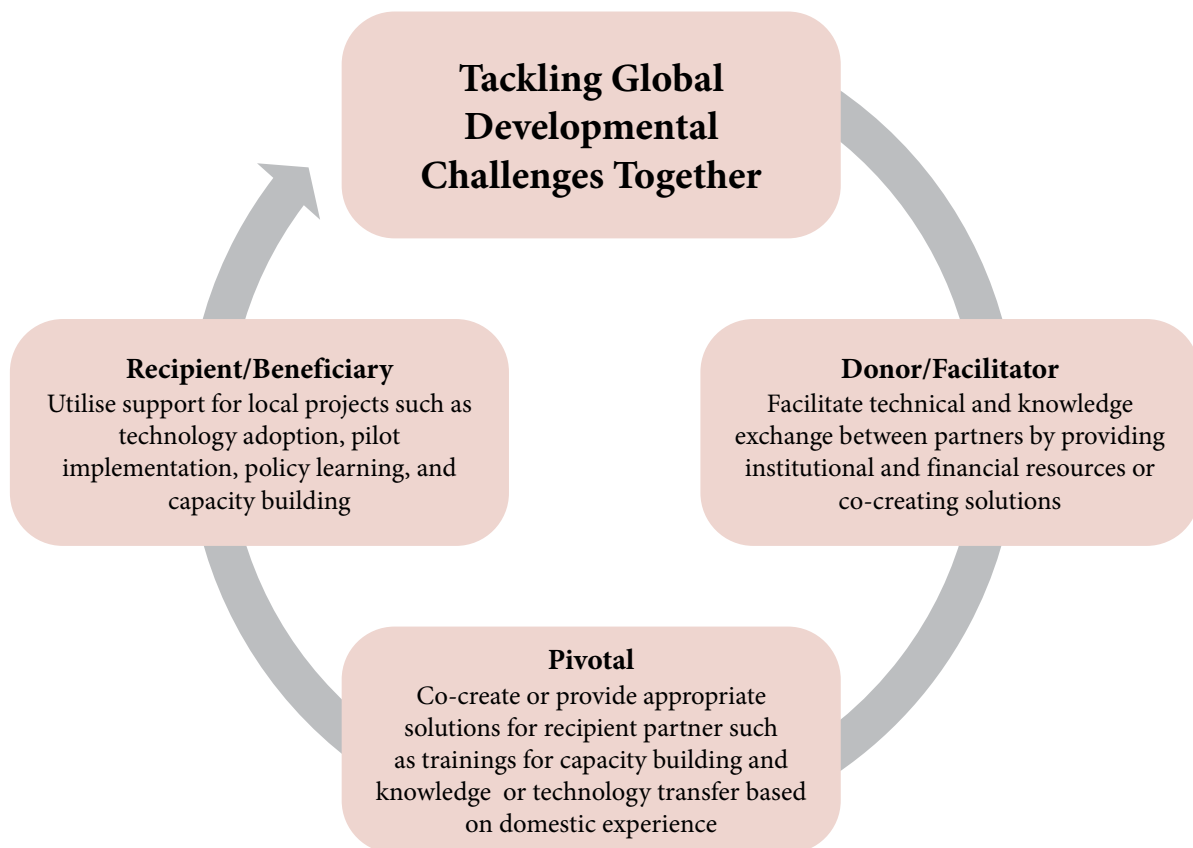 Tackling Global
Developmental
Challenges Together
Recipient/Beneficiary
Utilise support for local projects such as
technology adoption, pilot
implementation, policy learning, and
capacity building
Donor/Facilitator
Facilitate technical and knowledge
exchange between partners by providing
institutional and financial resources or
co-creating solutions
Pivotal
Co-create or provide appropriate
solutions for recipient partner such
as trainings for capacity building and
knowledge or technology transfer based
on domestic experience